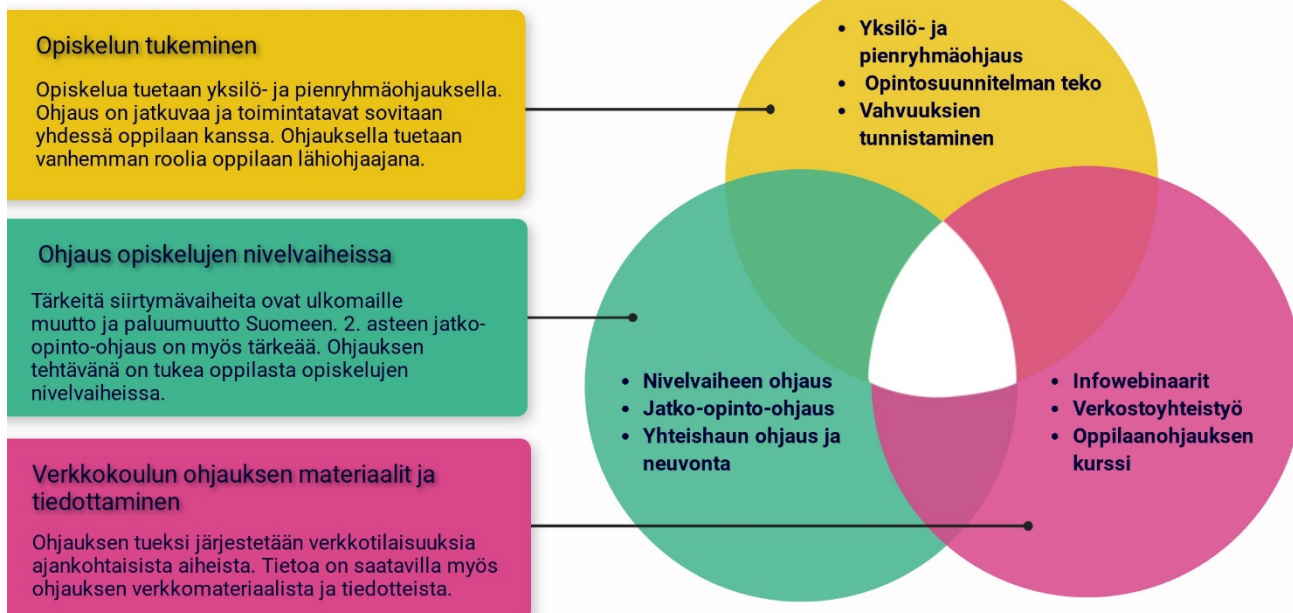 Opiskelun tukeminen
Opiskelua tuetaan yksilö- ja pienryhmäohjauksella.
Ohjaus on jatkuvaa ja toimintatavat sovitaan
yhdessä oppilaan kanssa. Ohjauksella tuetaan
vanhemman roolia oppilaan lähiohjaajana.
Ohjaus opiskelujen nivelvaiheissa
Tärkeitä siirtymävaiheita ovat ulkomaille
muutto ja paluumuutto Suomeen. 2. asteen jatko-
opinto-ohjaus on myös tärkeää. Ohjauksen
tehtävänä on tukea oppilasta opiskelujen
nivelvaiheissa.
Verkkokoulun ohjauksen materiaalit ja
tiedottaminen
Ohjauksen tueksi järjestetään verkkotilaisuuksia
ajankohtaisista aiheista. Tietoa on saatavilla myös
ohjauksen verkkomateriaalista ja tiedotteista.
• Yksilö- ja
pienryhmäohjaus
• Opintosuunnitelman teko
• Vahvuuksien
tunnistaminen
• Nivelvaiheen ohjaus
• Jatko-opinto-ohjaus
• Yhteishaun ohjaus ja
neuvonta
• Infowebinaarit
• Verkostoyhteistyö
• Oppilaanohjauksen
kurssi